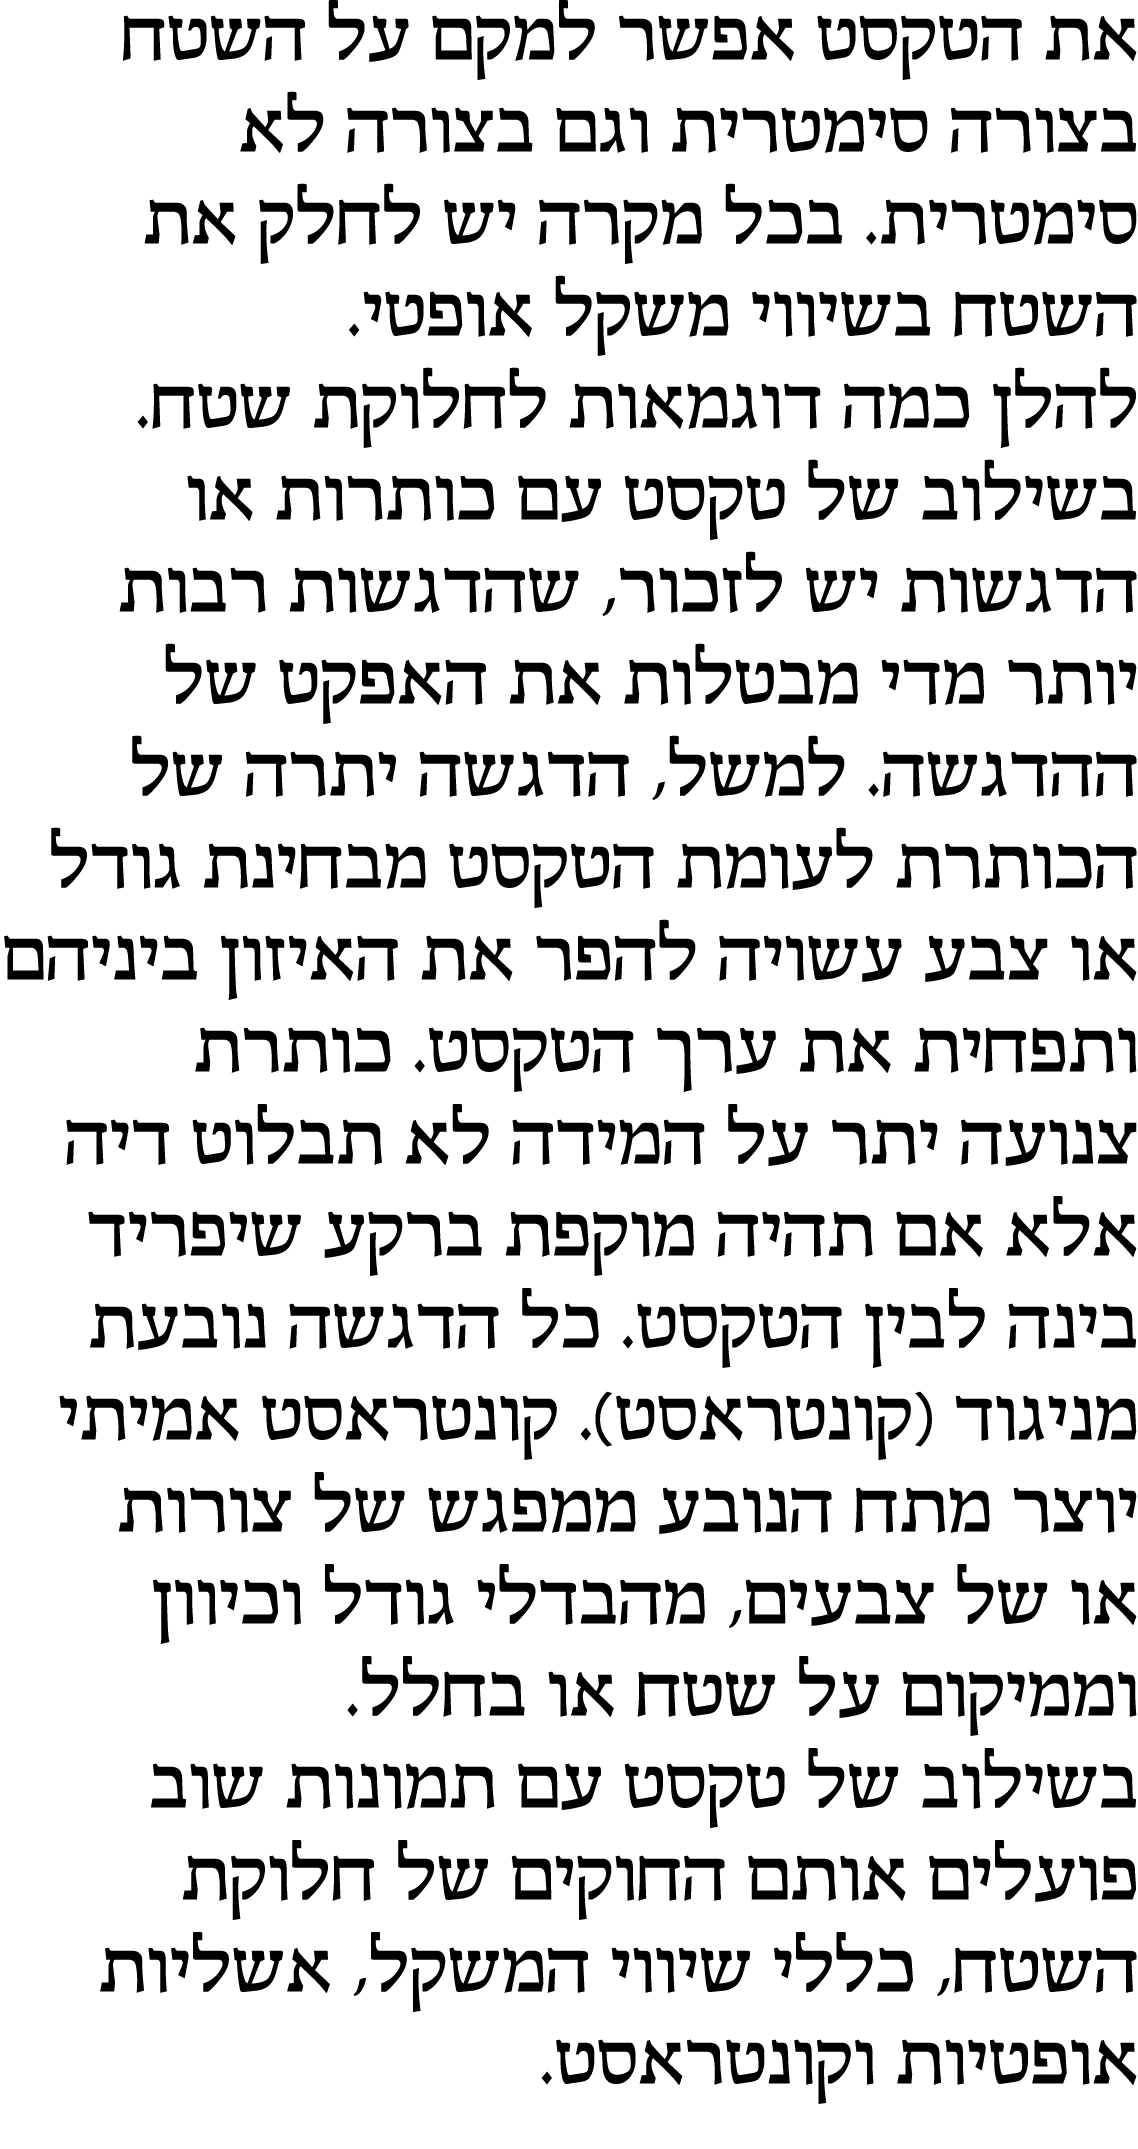 את הטקסט אפשר למקם על השטח
בצורה סימטרית וגם בצורה לא
סימטרית. בכל מקרה יש לחלק את
השטח בשיווי משקל אופטי.
להלן כמה דוגמאות לחלוקת שטח.
בשילוב של טקסט עם כותרות או
הדגשות יש לזכור, שהדגשות רבות
יותר מדי מבטלות את האפקט של
ההדגשה. למשל, הדגשה יתרה של
הכותרת לעומת הטקסט מבחינת גודל
או צבע עשויה להפר את האיזון ביניהם
ותפחית את ערך הטקסט. כותרת
צנועה יתר על המידה לא תבלוט דיה
אלא אם תהיה מוקפת ברקע שיפריד
בינה לבין הטקסט. כל הדגשה נובעת
מניגוד (קונטראסט). קונטראסט אמיתי
יוצר מתח הנובע ממפגש של צורות
או של צבעים, מהבדלי גודל וכיוון
וממיקום על שטח או בחלל.
בשילוב של טקסט עם תמונות שוב
פועלים אותם החוקים של חלוקת
השטח, כללי שיווי המשקל, אשליות
אופטיות וקונטראסט.